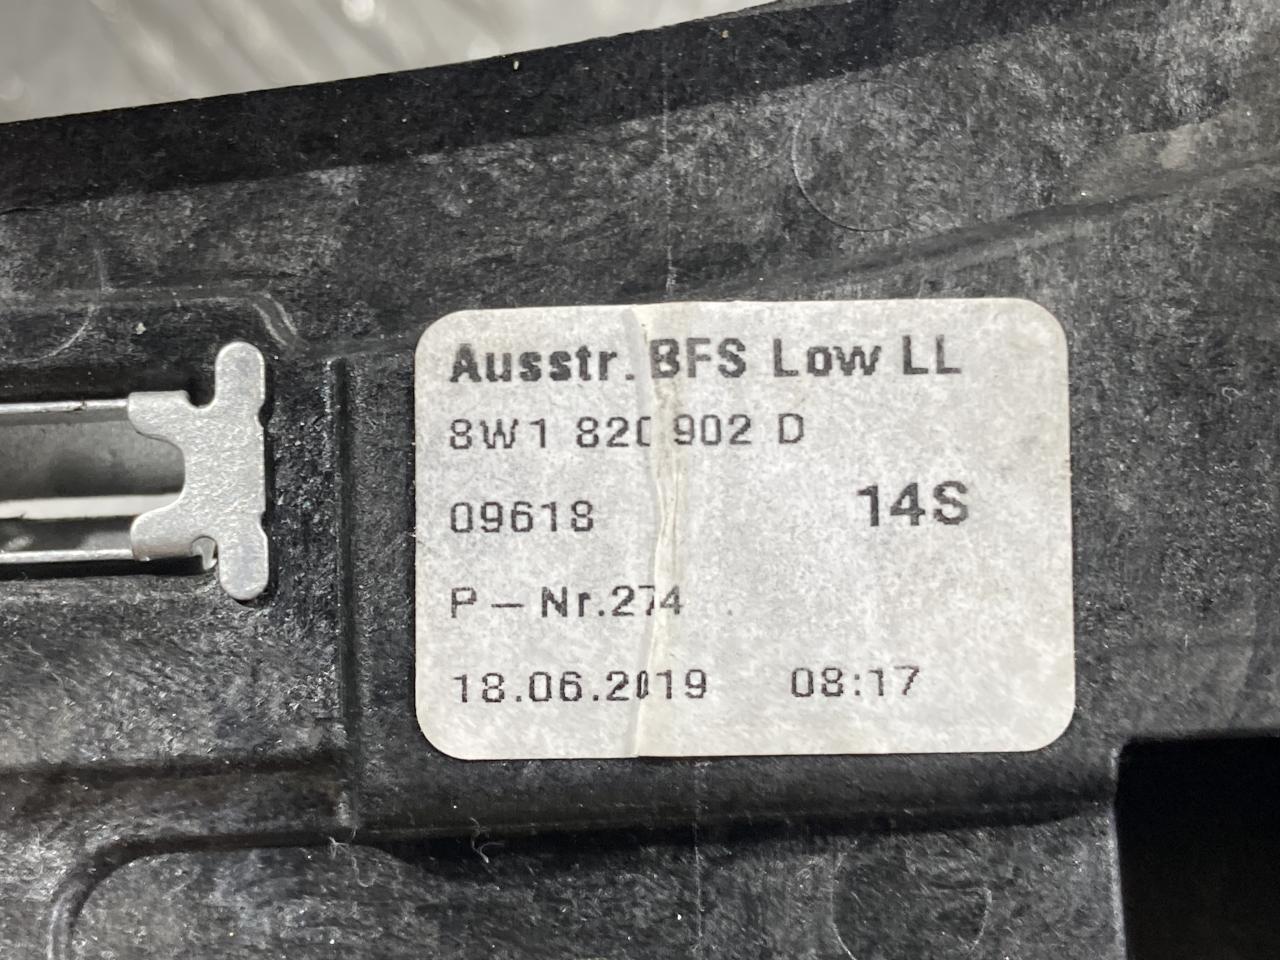 Ausstr. BFS Low LL
8W1 820 902 D
09618 14S
P-Nr.274
18.06.2019 08:17